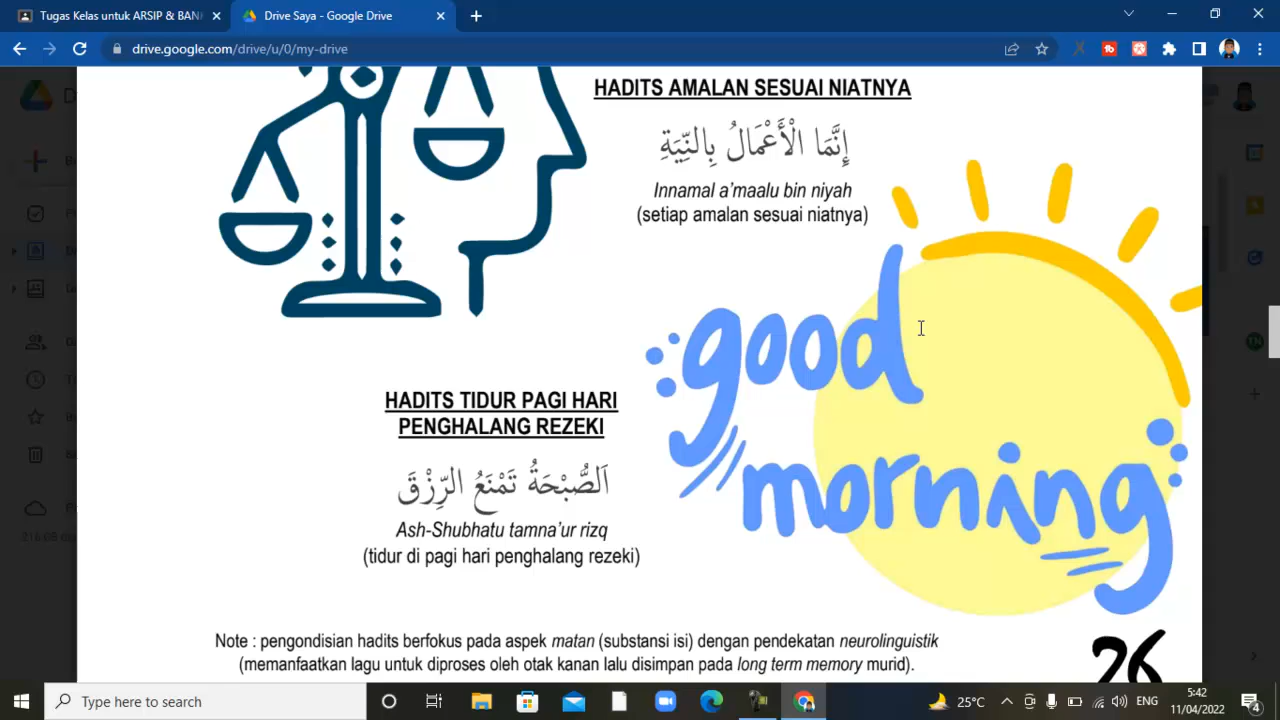 Tugas Kelas untuk ARSIP & BAN
Drive Saya - Google Drive
drive.google.com/drive/u/0/my-drive
HADITS AMALAN SESUAI NIATNYA
إِنَّمَا الْأَعْمَالُ بِالنِّيَّةِ
Innamal a’maalu bin niyah
(setiap amalan sesuai niatnya)
good
morning
HADITS TIDUR PAGI HARI
PENGHALANG REZEKI
اَلصُّبْحَةُ تَمْنَعُ الرِّزْقَ
Ash-Shubhatu tamna’ur rizq
(tidur di pagi hari penghalang rezeki)
Note : pengondisian hadits berfokus pada aspek matan (substansi isi) dengan pendekatan neurolinguistik
(memanfaatkan lagu untuk diproses oleh otak kanan lalu disimpan pada long term memory murid).
26
Type here to search
25°C
ENG
5:42
11/04/2022
4
TN